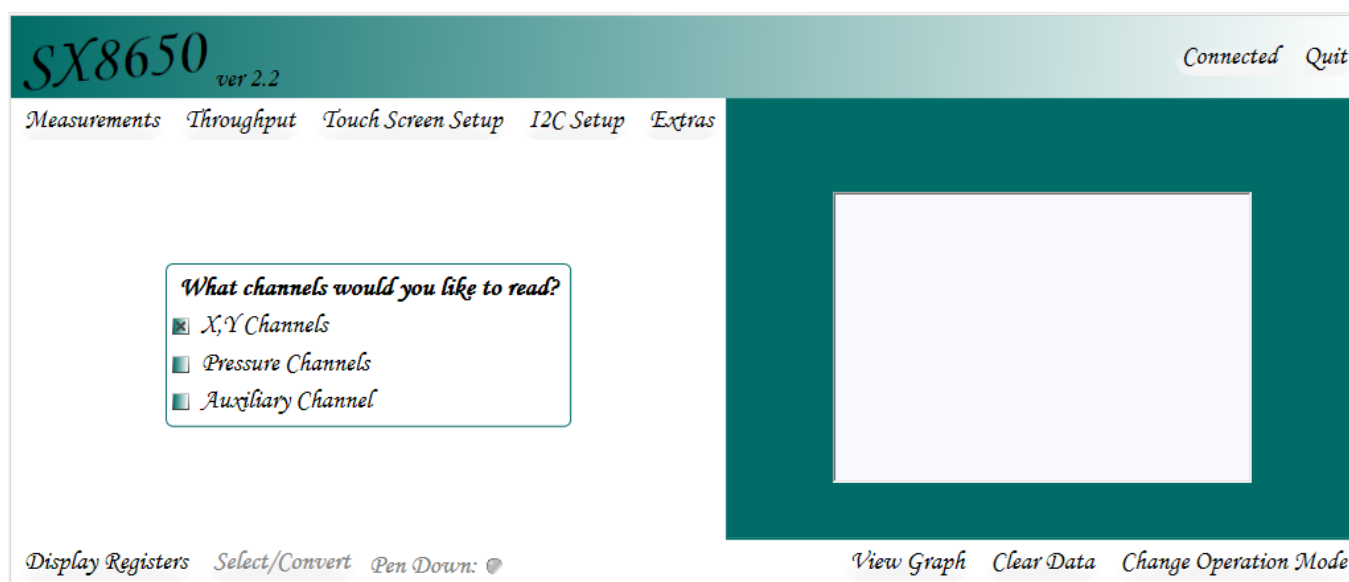 SX8650 ver 2.2
Connected Quit
Measurements Throughput Touch Screen Setup I2C Setup Extras
What channels would you like to read?
X,Y Channels
Pressure Channels
Auxiliary Channel
Display Registers Select/Convert Pen Down:
View Graph Clear Data Change Operation Mode